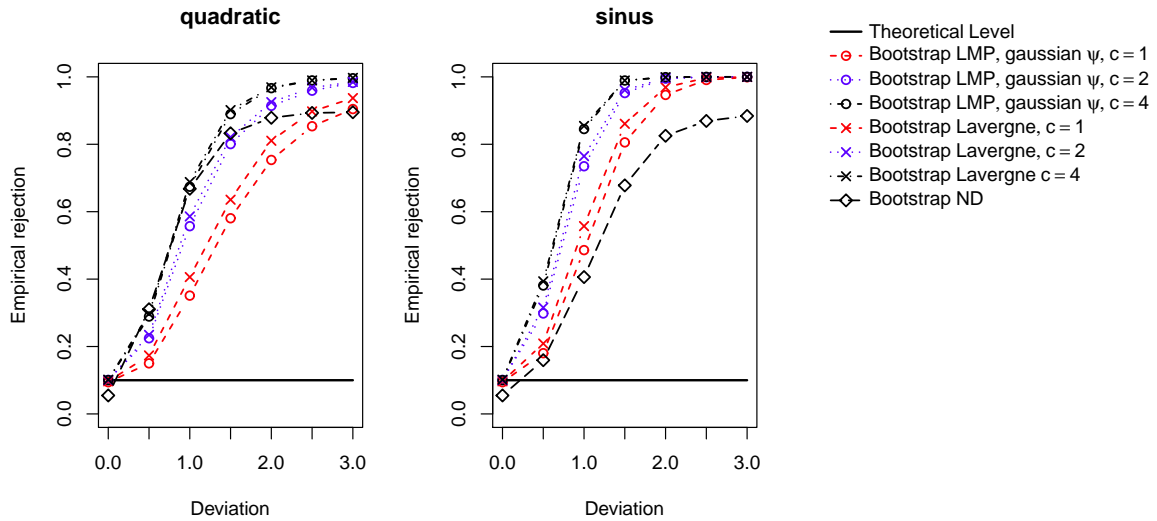 quadratic
Empirical rejection
1.0
0.8
0.6
0.4
0.2
0.0
0.0 1.0 2.0 3.0
Deviation
sinus
Empirical rejection
1.0
0.8
0.6
0.4
0.2
0.0
0.0 1.0 2.0 3.0
Deviation
Theoretical Level
Bootstrap LMP, gaussian ψ, c = 1
Bootstrap LMP, gaussian ψ, c = 2
Bootstrap LMP, gaussian ψ, c = 4
Bootstrap Lavergne, c = 1
Bootstrap Lavergne, c = 2
Bootstrap Lavergne c = 4
Bootstrap ND